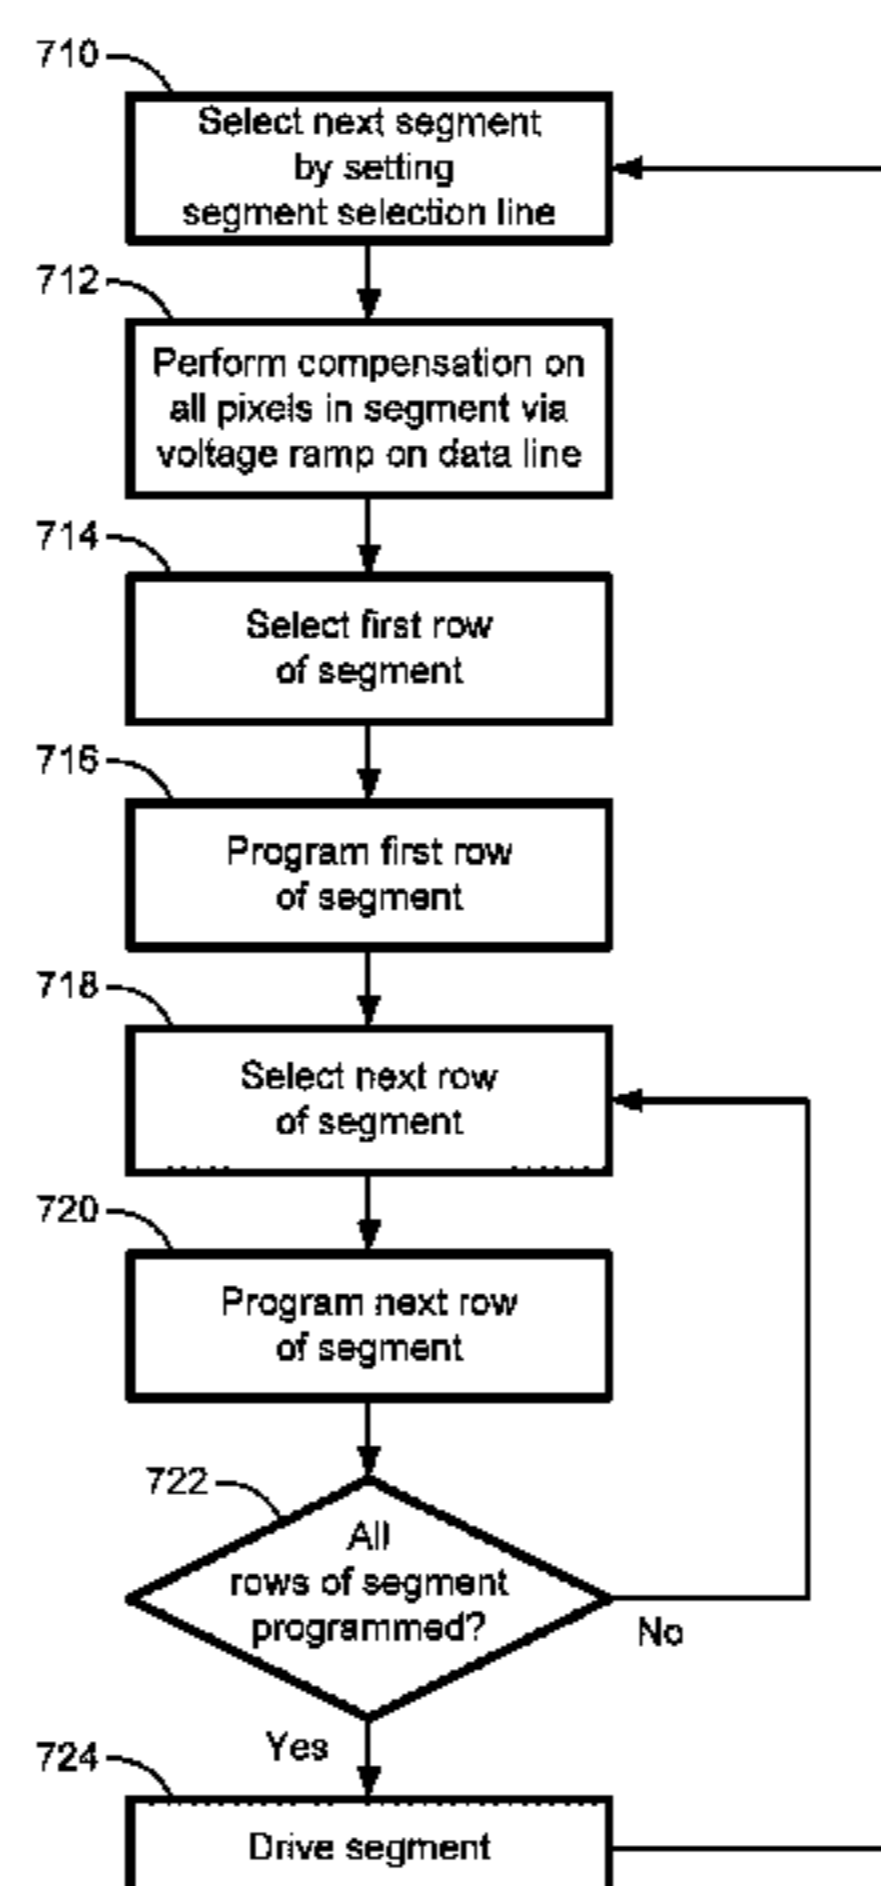 710
Select next segment
by setting
segment selection line
712
Perform compensation on
all pixels in segment via
voltage ramp on data line
714
Select first row
of segment
716
Program first row
of segment
718
Select next row
of segment
720
Program next row
of segment
722
All
rows of segment
programmed?
No
Yes
724
Drive segment